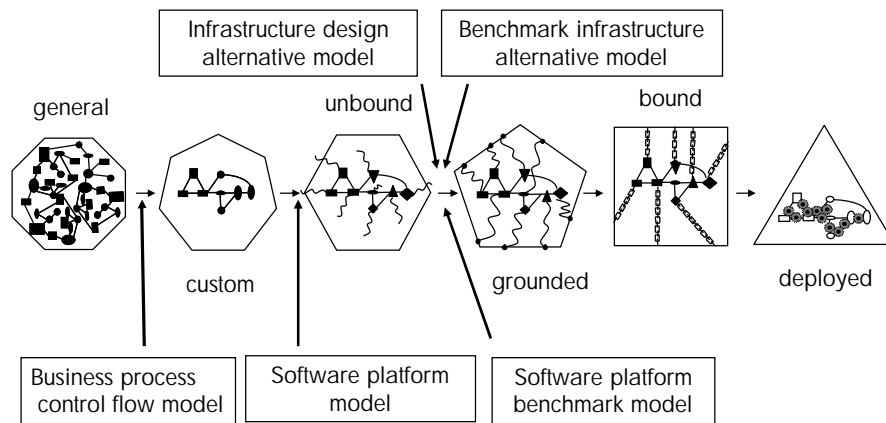 Infrastructure design
alternative model
Benchmark infrastructure
alternative model
general
unbound
bound
custom
grounded
deployed
Business process
control flow model
Software platform
model
Software platform
benchmark model